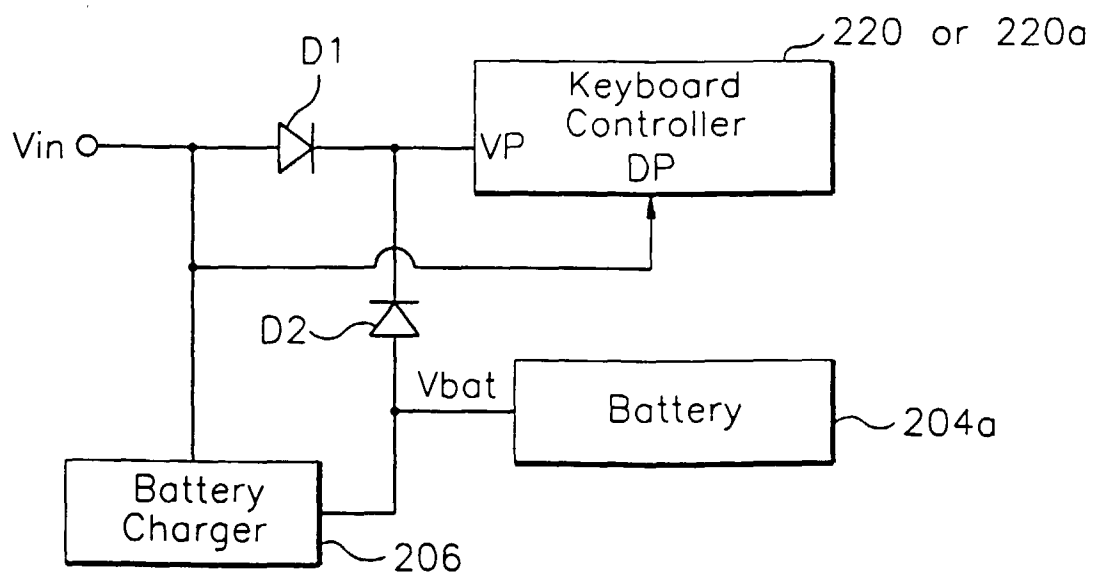 220 or 220a
D1
Keyboard
Controller
Vin
VP
DP
D2
Vbat
Battery
204a
Battery
Charger
206